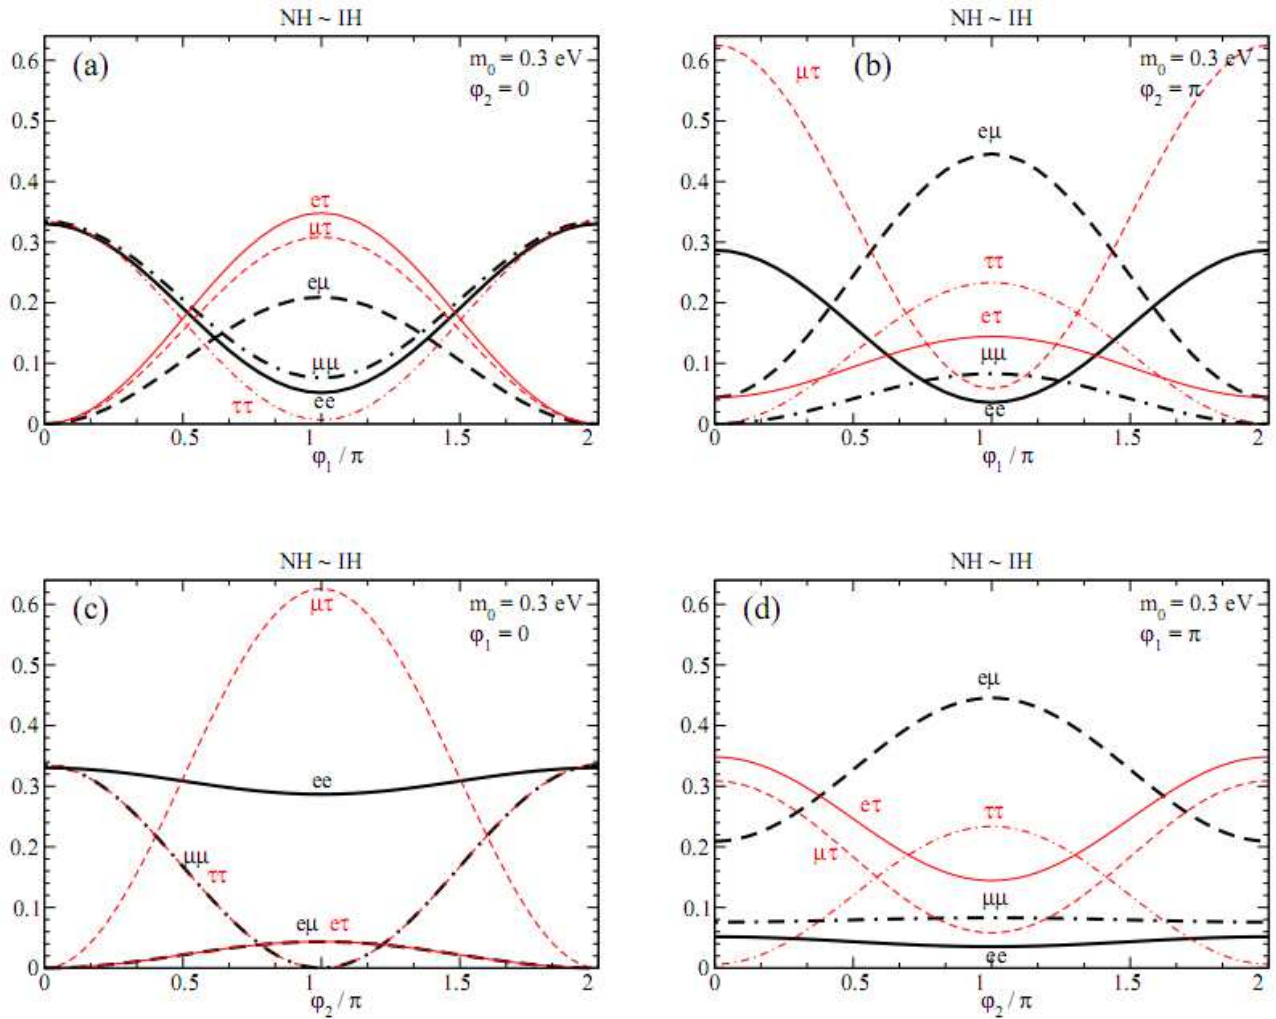 NH ~ IH
(a)
m₀ = 0.3 eV
φ₂ = 0
0.6
0.5
0.4
0.3
0.2
0.1
0
eτ
μτ
eμ
μμ
ee
ττ
0 0.5 1 1.5 2
φ₁ / π
NH ~ IH
(b)
m₀ = 0.3 eV
φ₂ = π
0.6
0.5
0.4
0.3
0.2
0.1
0
μτ
eμ
ττ
eτ
μμ
ee
0 0.5 1 1.5 2
φ₁ / π
NH ~ IH
(c)
m₀ = 0.3 eV
φ₁ = 0
0.6
0.5
0.4
0.3
0.2
0.1
0
μτ
ee
μμ
ττ
eμ eτ
0 0.5 1 1.5 2
φ₂ / π
NH ~ IH
(d)
m₀ = 0.3 eV
φ₁ = π
0.6
0.5
0.4
0.3
0.2
0.1
0
eμ
eτ
ττ
μτ
μμ
ee
0 0.5 1 1.5 2
φ₂ / π